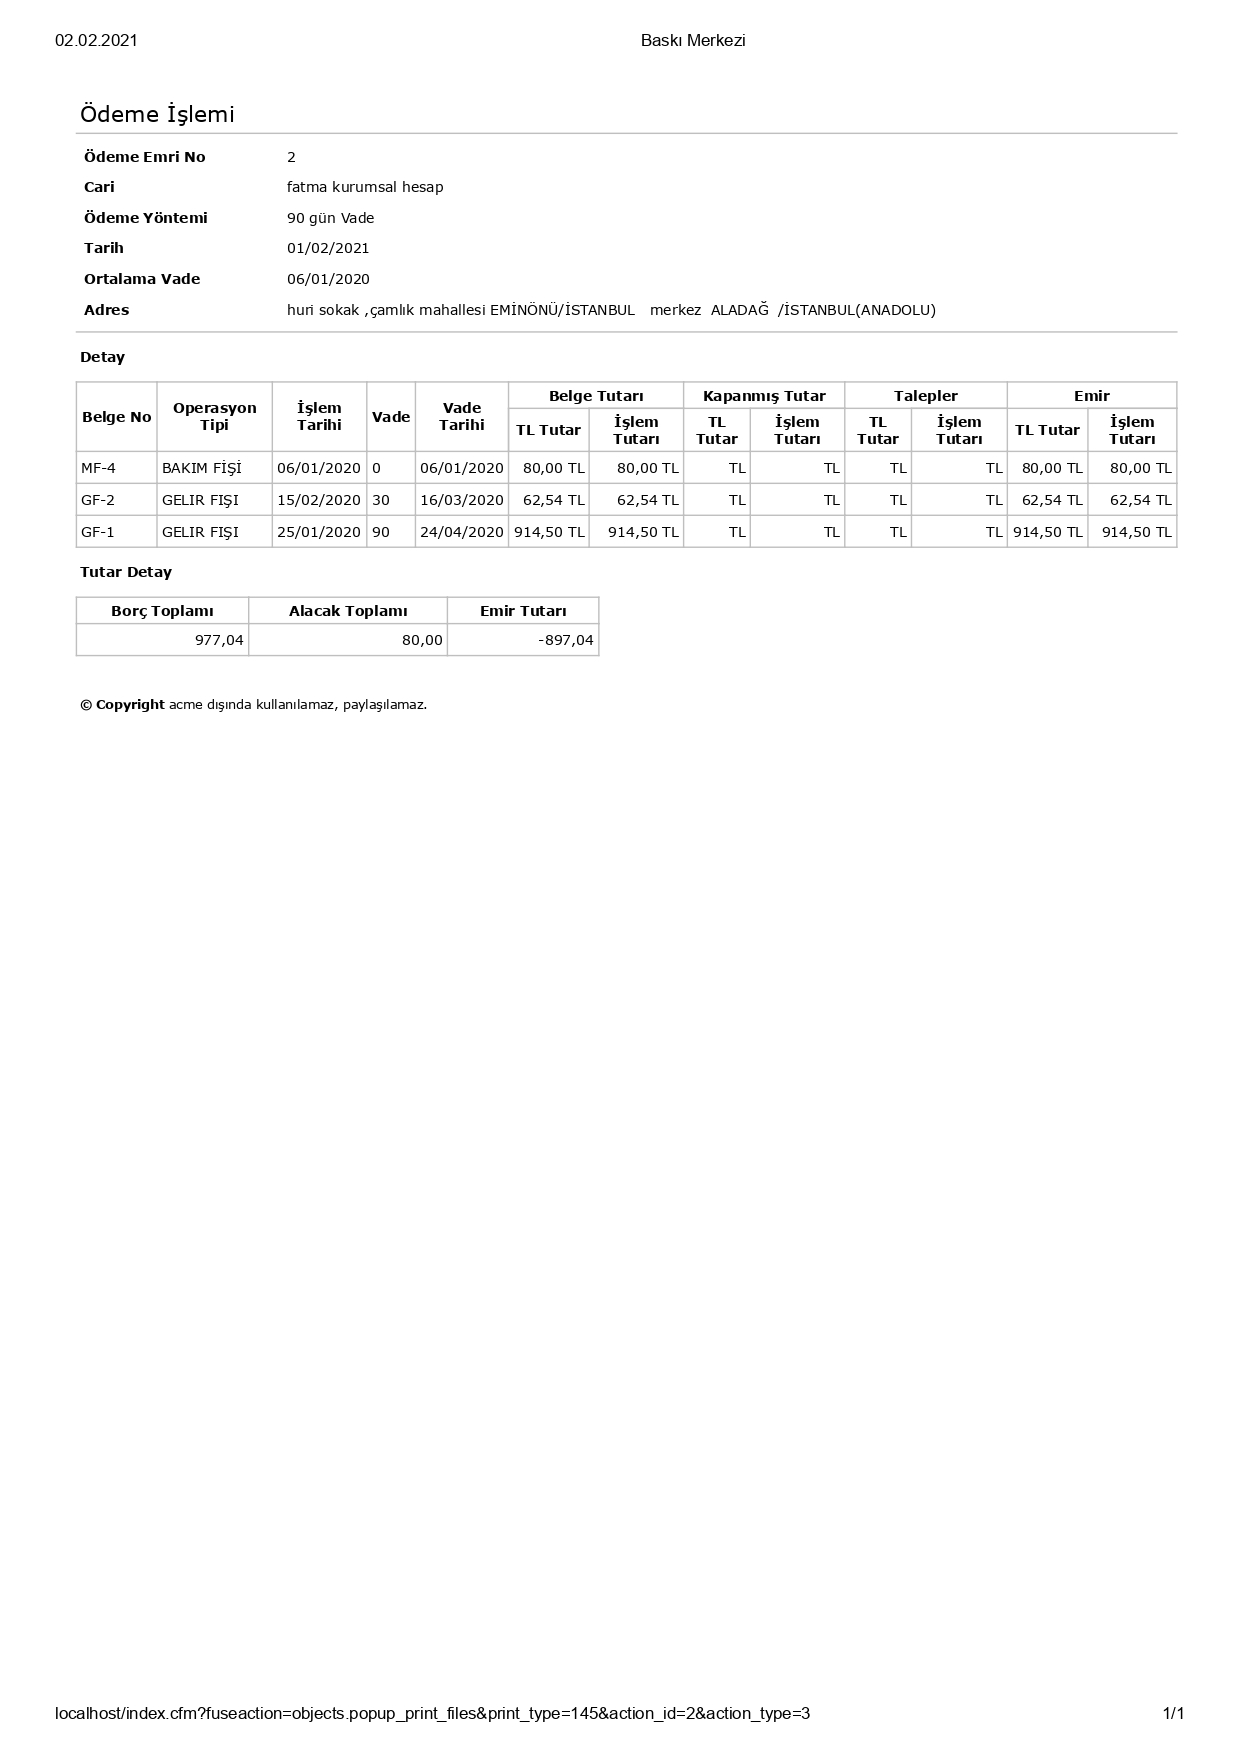 02.02.2021 Baskı Merkezi
Ödeme İşlemi
Ödeme Emri No 2
Cari fatma kurumsal hesap
Ödeme Yöntemi 90 gün Vade
Tarih 01/02/2021
Ortalama Vade 06/01/2020
Adres huri sokak ,çamlık mahallesi EMİNÖNÜ/İSTANBUL merkez ALADAĞ /İSTANBUL(ANADOLU)
Detay
Belge No Operasyon Tipi İşlem Tarihi Vade Vade Tarihi Belge Tutarı Kapanmış Tutar Talepler Emir
TL Tutar İşlem Tutarı TL Tutar İşlem Tutarı TL Tutar İşlem Tutarı TL Tutar İşlem Tutarı
MF-4 BAKIM FİŞİ 06/01/2020 0 06/01/2020 80,00 TL 80,00 TL TL TL TL TL 80,00 TL 80,00 TL
GF-2 GELIR FIŞI 15/02/2020 30 16/03/2020 62,54 TL 62,54 TL TL TL TL TL 62,54 TL 62,54 TL
GF-1 GELIR FIŞI 25/01/2020 90 24/04/2020 914,50 TL 914,50 TL TL TL TL TL 914,50 TL 914,50 TL
Tutar Detay
Borç Toplamı Alacak Toplamı Emir Tutarı
977,04 80,00 -897,04
© Copyright acme dışında kullanılamaz, paylaşılamaz.
localhost/index.cfm?fuseaction=objects.popup_print_files&print_type=145&action_id=2&action_type=3 1/1